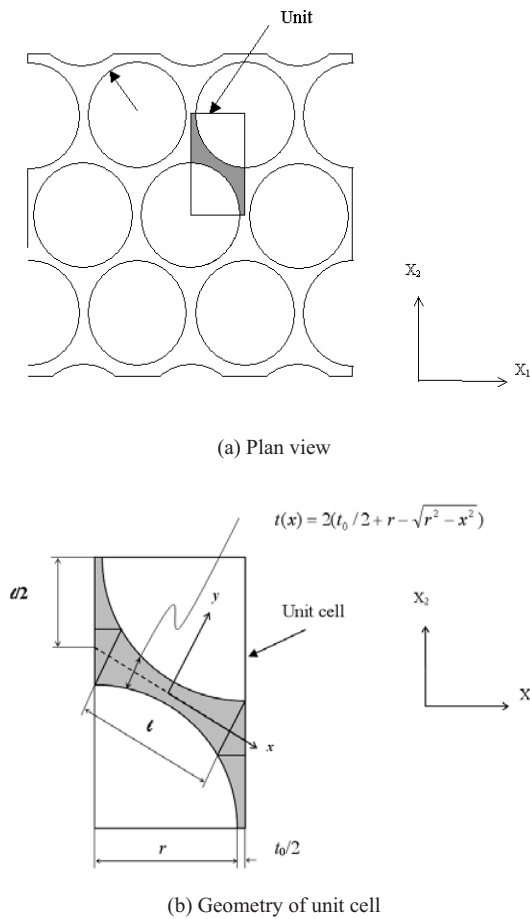 Unit
X₂
X₁
(a) Plan view
t(x) = 2(t₀/2 + r − √(r² − x²))
ℓ/2
y
Unit cell
X₂
X
ℓ
x
r
t₀/2
(b) Geometry of unit cell